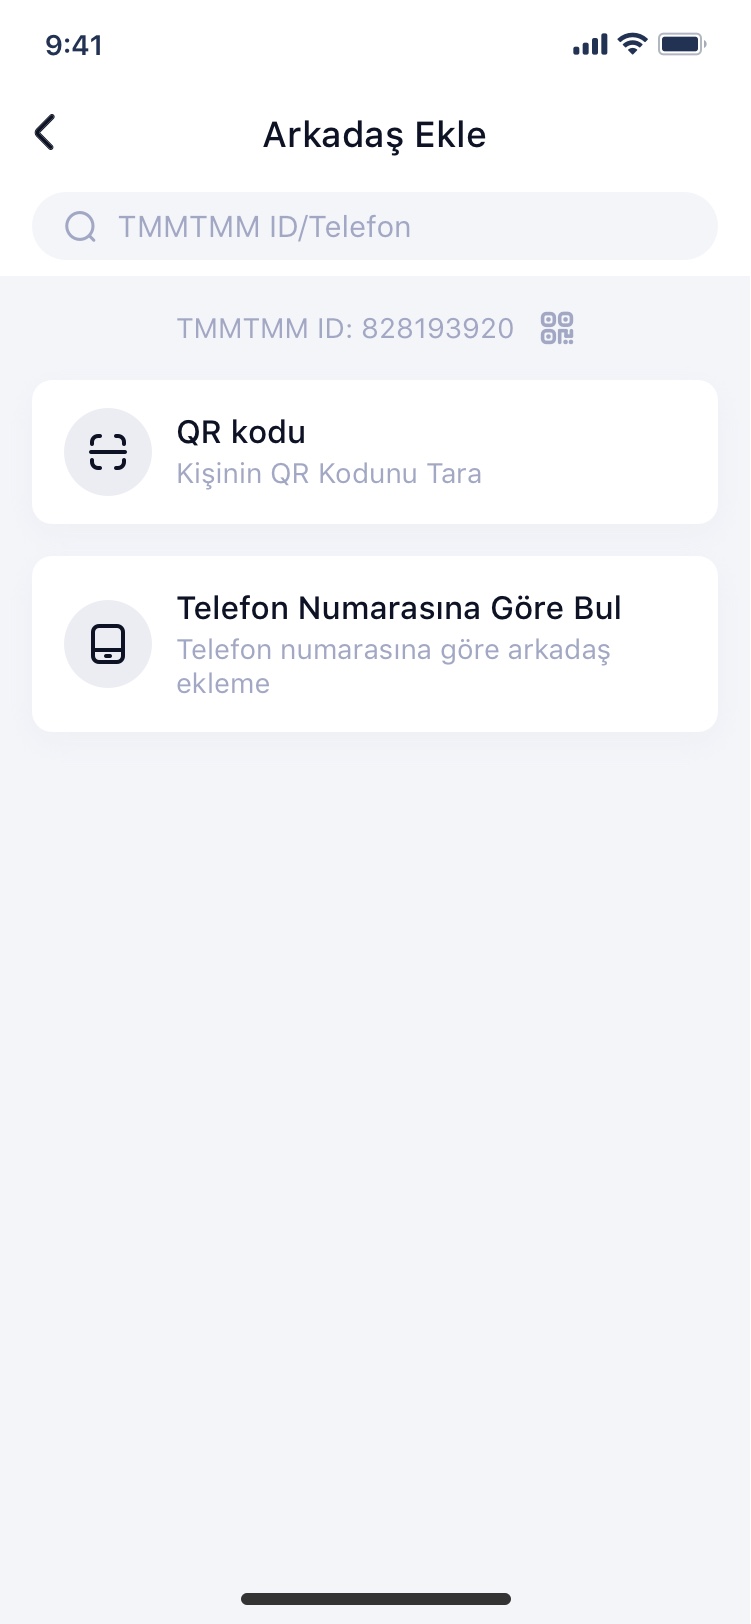 9:41
Arkadaş Ekle
TMMTMM ID/Telefon
TMMTMM ID: 828193920
QR kodu
Kişinin QR Kodunu Tara
Telefon Numarasına Göre Bul
Telefon numarasına göre arkadaş
ekleme